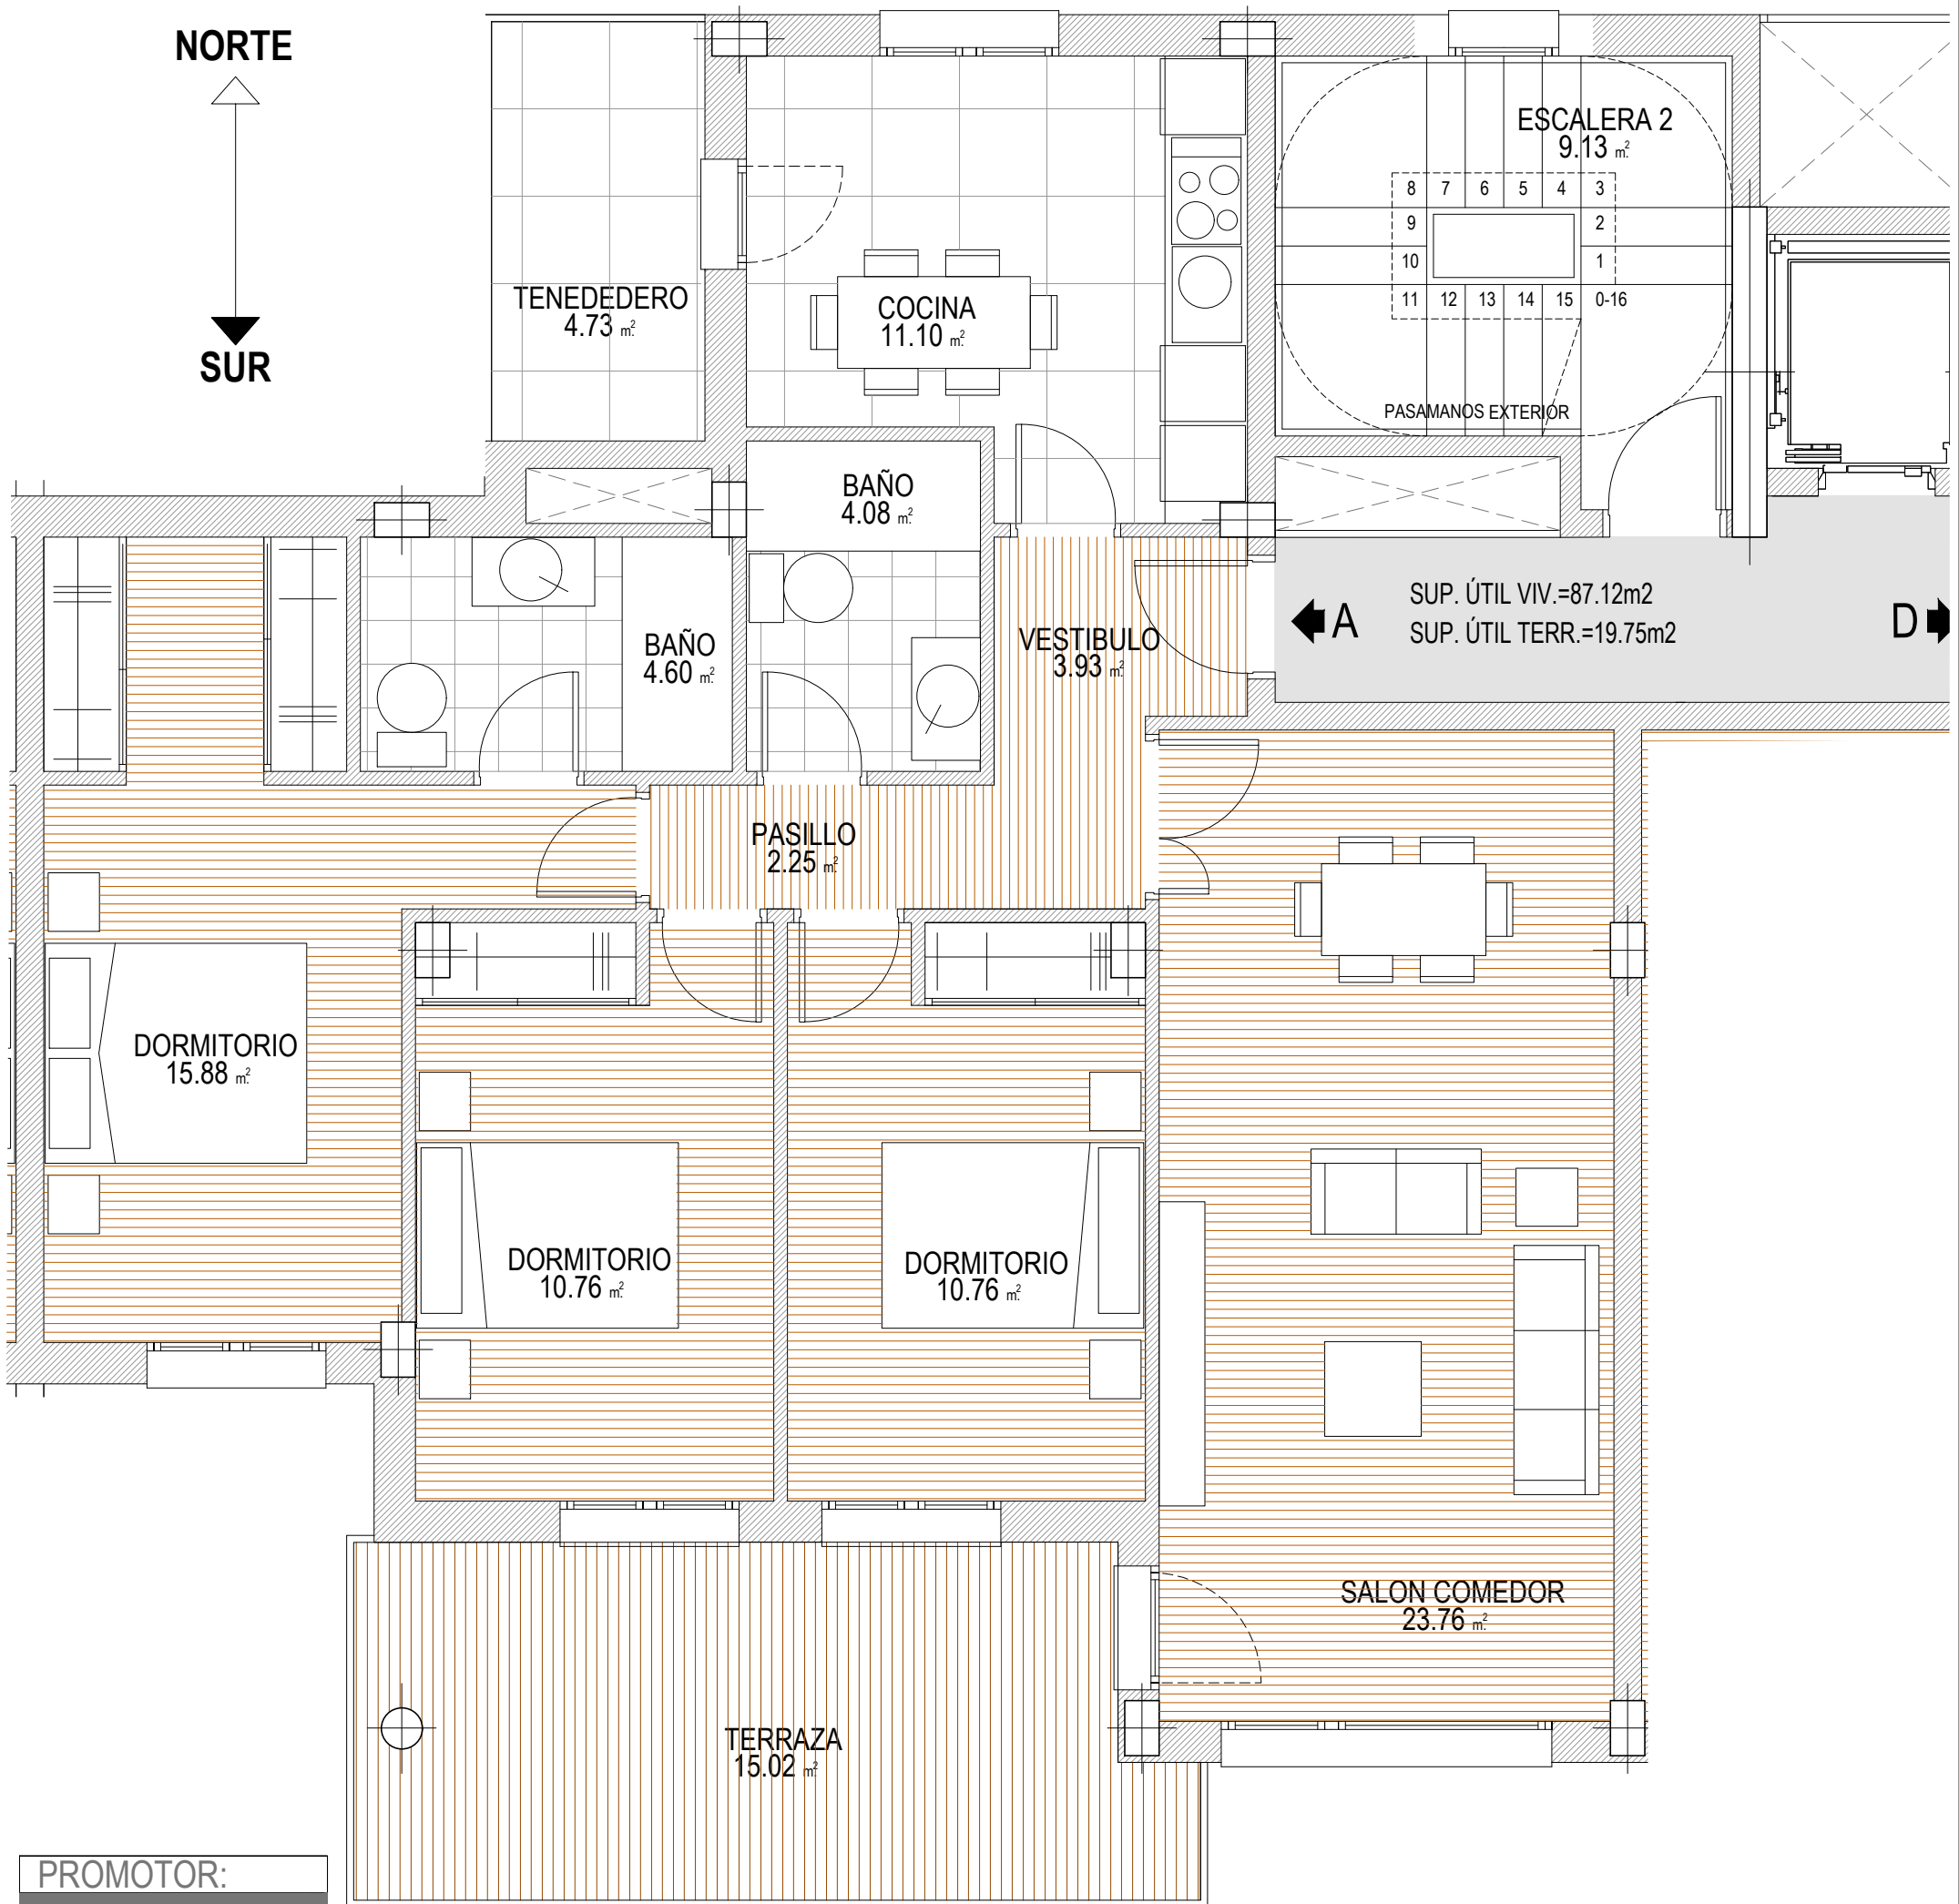 NORTE
SUR
ESCALERA 2
9.13 m²
8 7 6 5 4 3
9 2
10 1
11 12 13 14 15 0-16
PASAMANOS EXTERIOR
TENEDEDERO
4.73 m²
COCINA
11.10 m²
BAÑO
4.08 m²
BAÑO
4.60 m²
VESTIBULO
3.93 m²
A
SUP. ÚTIL VIV.=87.12m2
SUP. ÚTIL TERR.=19.75m2
D
PASILLO
2.25 m²
DORMITORIO
15.88 m²
DORMITORIO
10.76 m²
DORMITORIO
10.76 m²
SALON COMEDOR
23.76 m²
TERRAZA
15.02 m²
PROMOTOR: